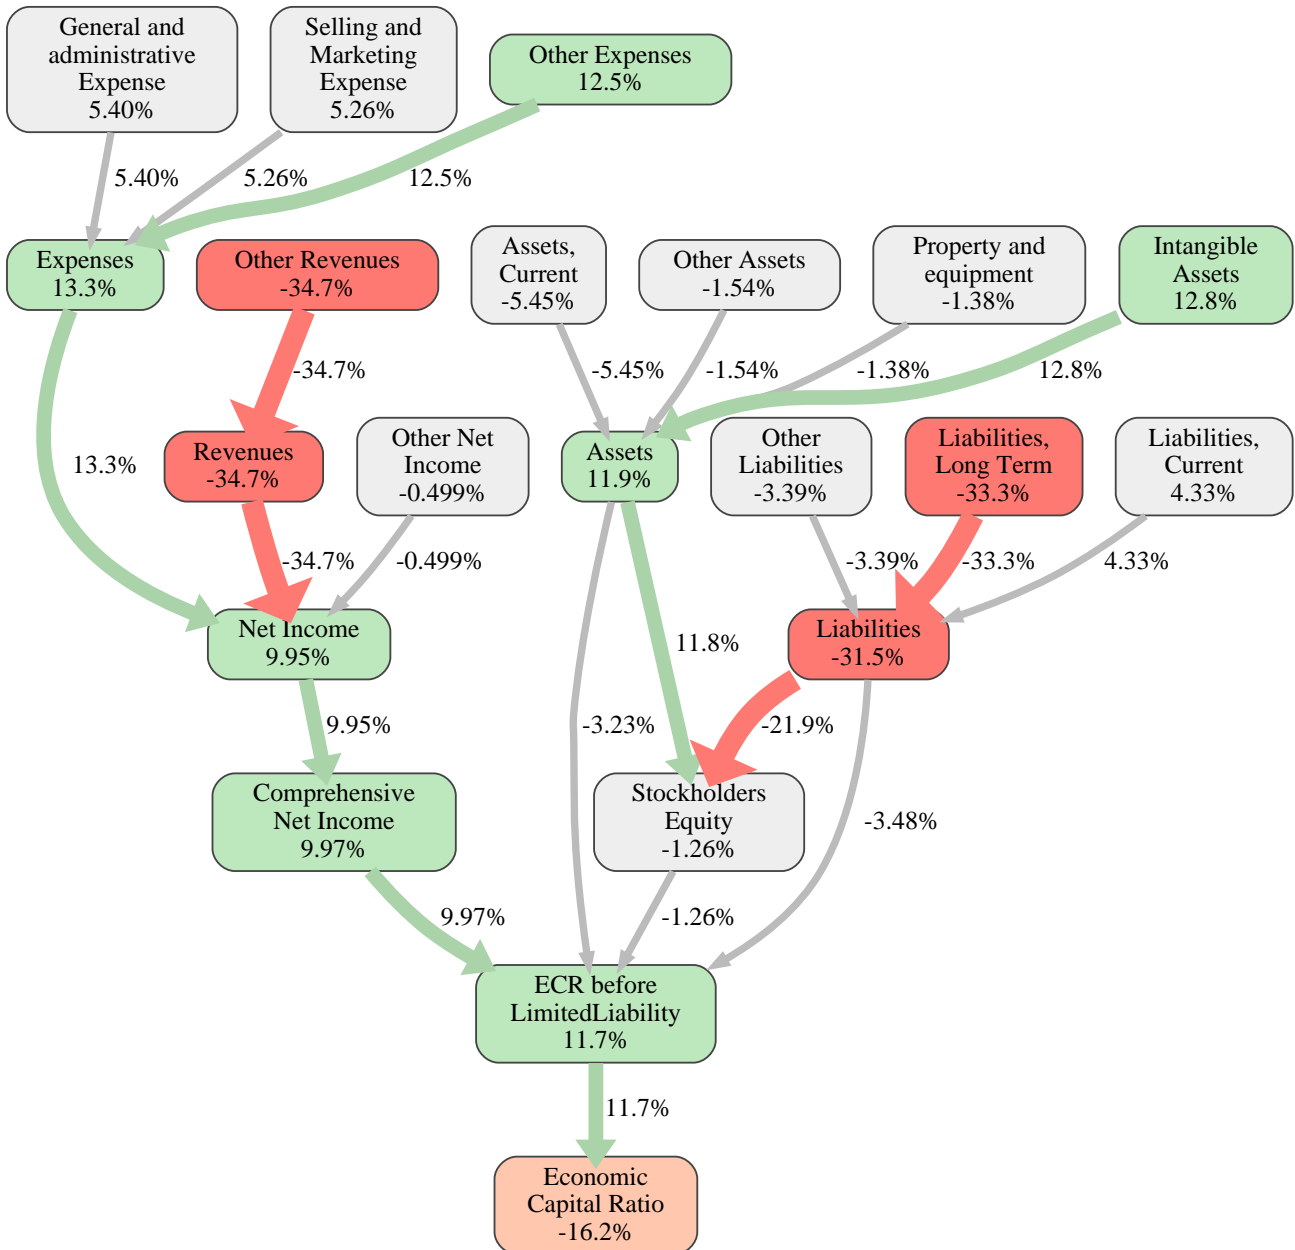 General and
administrative
Expense
5.40%
Selling and
Marketing
Expense
5.26%
Other Expenses
12.5%
5.40%
5.26%
12.5%
Expenses
13.3%
Other Revenues
-34.7%
Assets,
Current
-5.45%
Other Assets
-1.54%
Property and
equipment
-1.38%
Intangible
Assets
12.8%
-34.7%
-5.45%
-1.54%
-1.38%
12.8%
13.3%
Revenues
-34.7%
Other Net
Income
-0.499%
Assets
11.9%
Other
Liabilities
-3.39%
Liabilities,
Long Term
-33.3%
Liabilities,
Current
4.33%
-34.7%
-0.499%
-3.39%
-33.3%
4.33%
Net Income
9.95%
11.8%
Liabilities
-31.5%
9.95%
-3.23%
-21.9%
Comprehensive
Net Income
9.97%
Stockholders
Equity
-1.26%
-3.48%
9.97%
-1.26%
ECR before
LimitedLiability
11.7%
11.7%
Economic
Capital Ratio
-16.2%